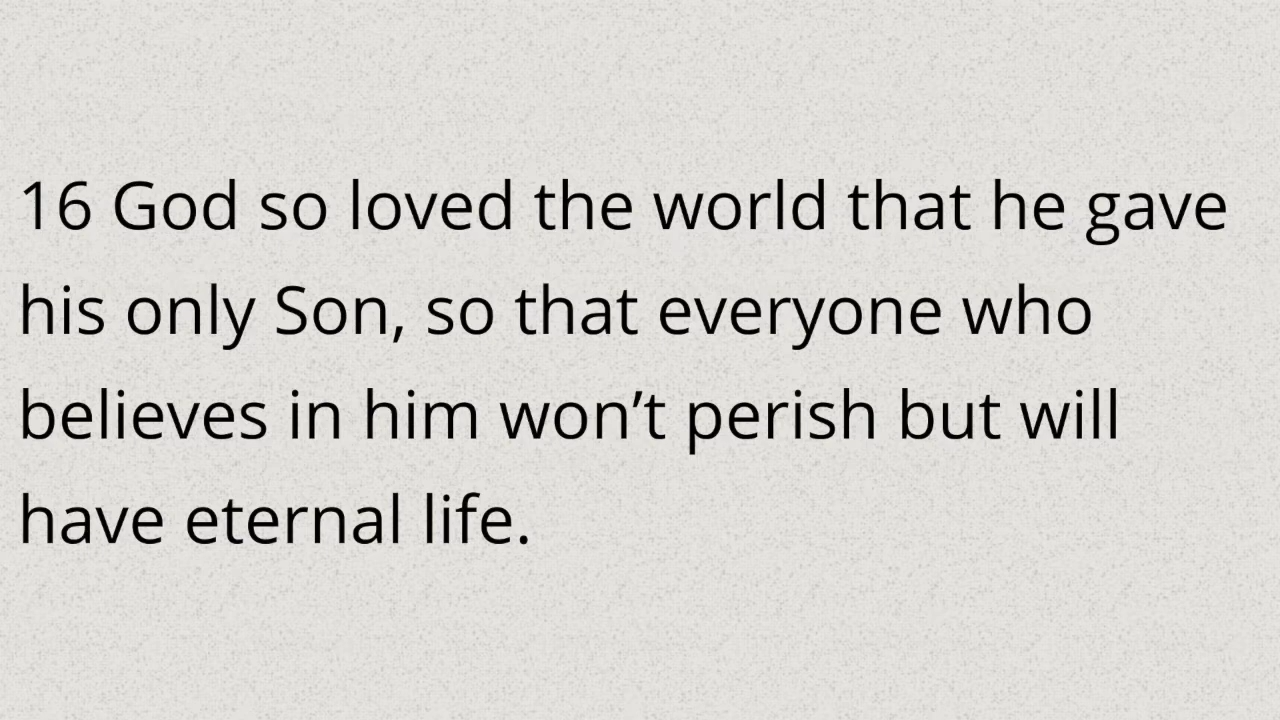 16 God so loved the world that he gave
his only Son, so that everyone who
believes in him won’t perish but will
have eternal life.